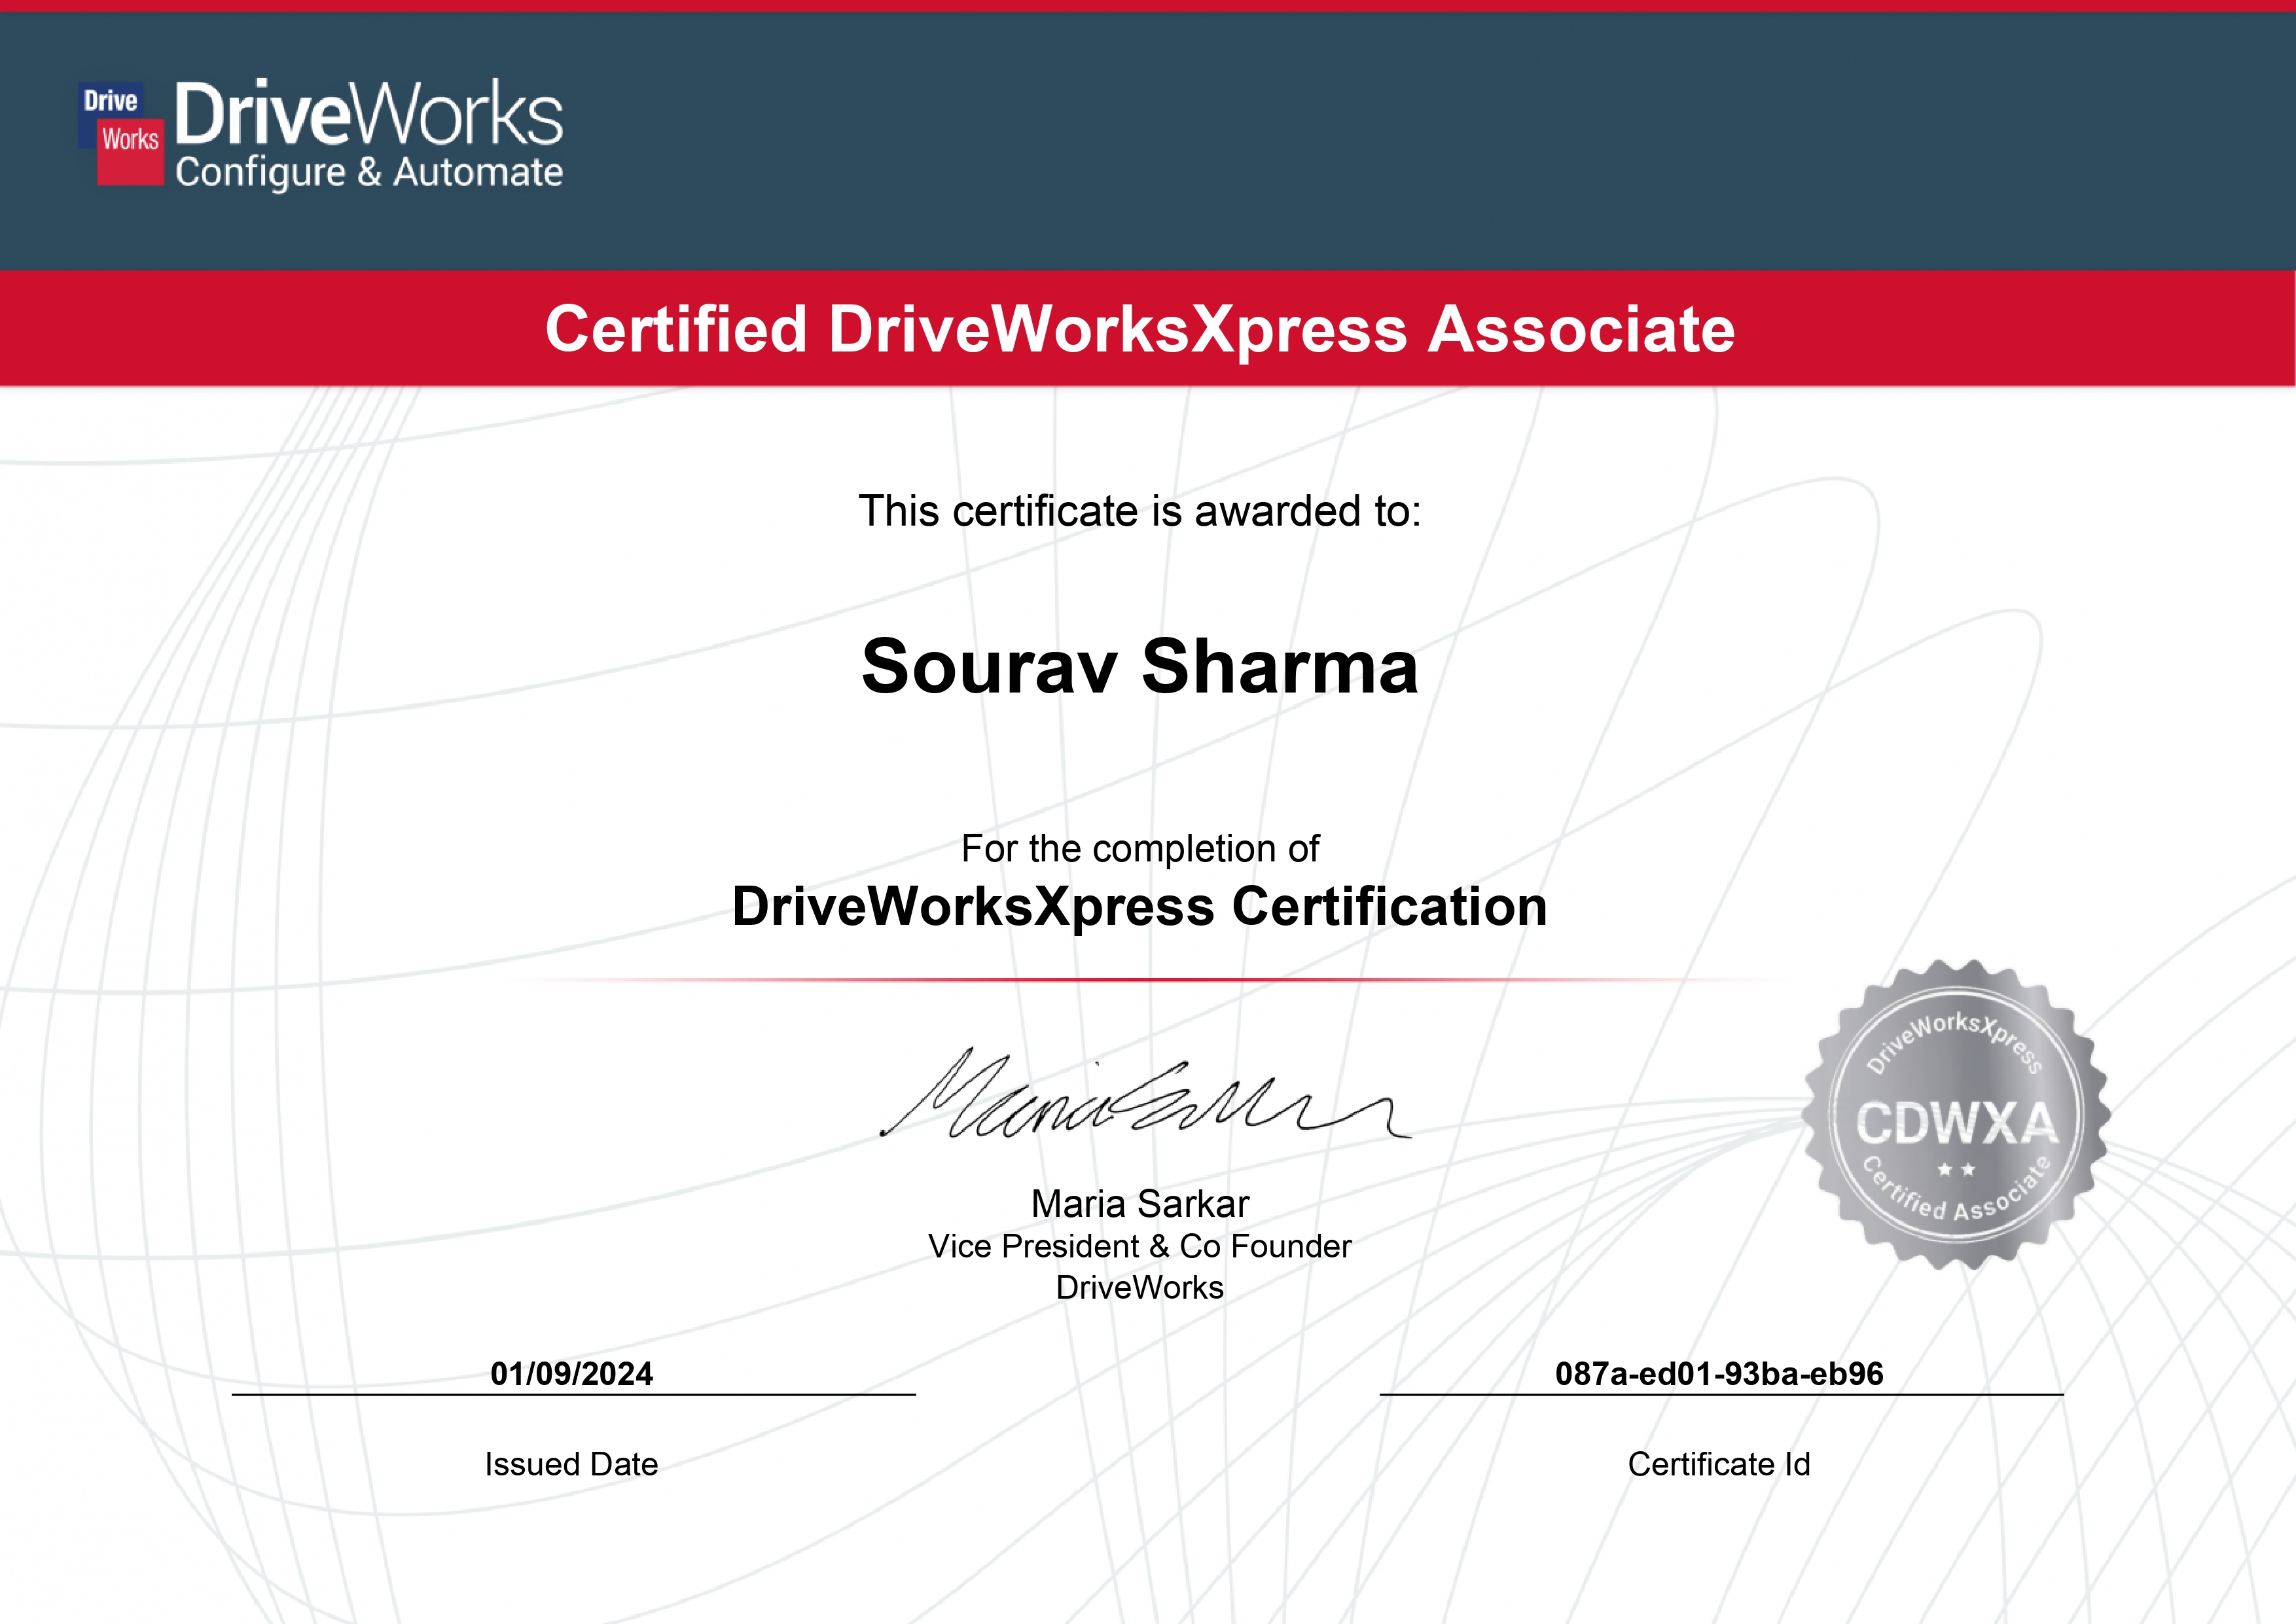 Drive
Works
DriveWorks
Configure & Automate
Certified DriveWorksXpress Associate
This certificate is awarded to:
Sourav Sharma
For the completion of
DriveWorksXpress Certification
DriveWorksXpress
CDWXA
Certified Associate
Maria Sarkar
Maria Sarkar
Vice President & Co Founder
DriveWorks
01/09/2024
087a-ed01-93ba-eb96
Issued Date
Certificate Id